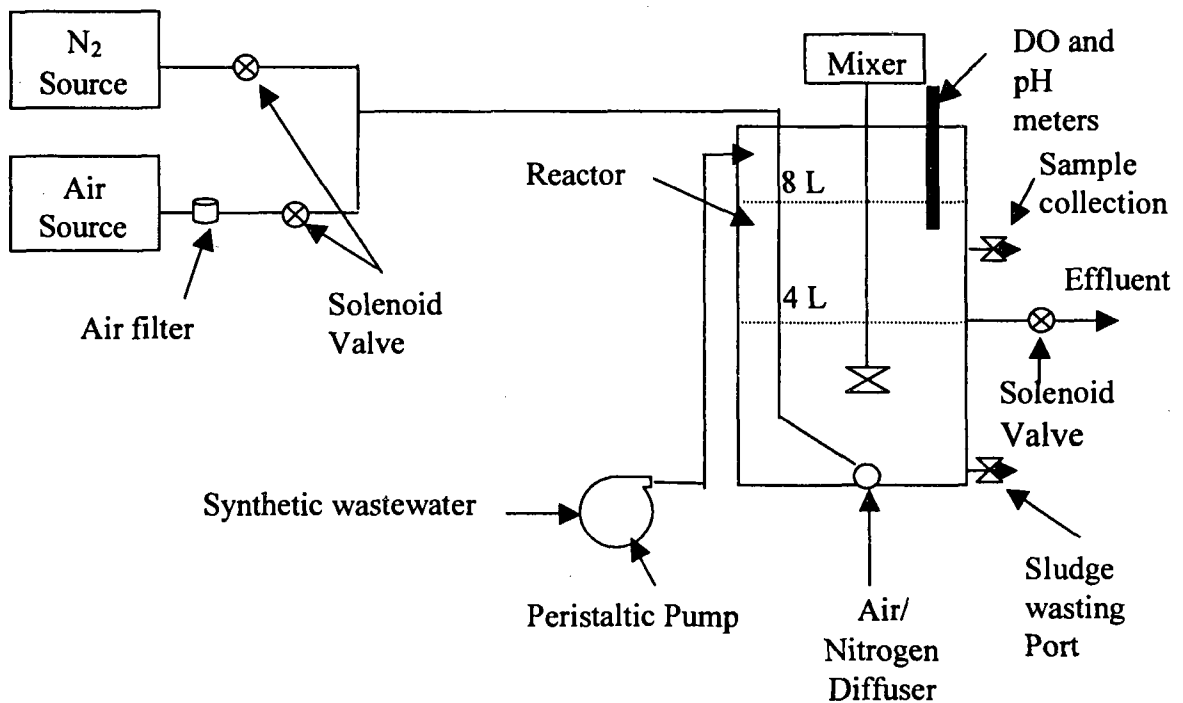 N₂
Source
Air
Source
Air filter
Solenoid
Valve
Mixer
DO and
pH
meters
Reactor
8 L
4 L
Sample
collection
Effluent
Solenoid
Valve
Synthetic wastewater
Peristaltic Pump
Air/
Nitrogen
Diffuser
Sludge
wasting
Port